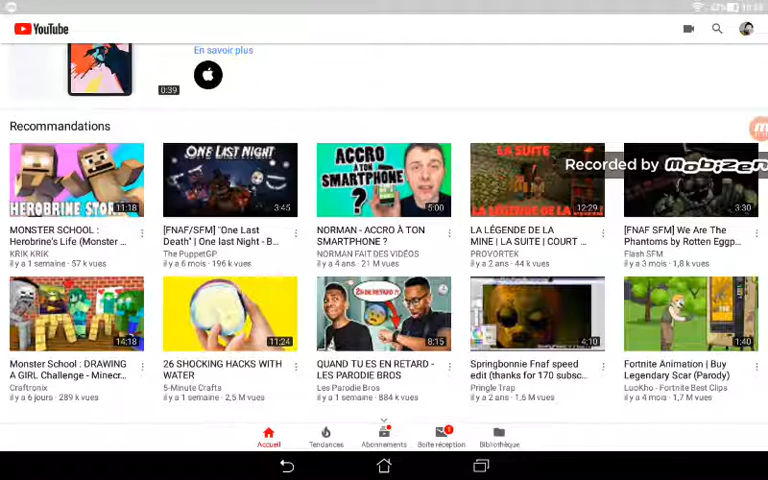 10:08
YouTube
En savoir plus
0:39
Recommandations
Recorded by MOBIZEN
HEROBRINE STORY
11:18
ONE LAST NIGHT
3:45
ACCRO
À TON
SMARTPHONE
?
5:00
LA SUITE
LA LÉGENDE DE LA
12:29
3:30
MONSTER SCHOOL :
Herobrine's Life (Monster ...
KRIK KRIK
il y a 1 semaine · 57 k vues
[FNAF/SFM] "One Last
Death" | One last Night - B...
The PuppetGP
il y a 6 mois · 196 k vues
NORMAN - ACCRO À TON
SMARTPHONE ?
NORMAN FAIT DES VIDÉOS
il y a 4 ans · 21 M vues
LA LÉGENDE DE LA
MINE | LA SUITE | COURT ...
PROVORTEK
il y a 2 ans · 44 k vues
[FNAF SFM] We Are The
Phantoms by Rotten Eggp...
Flash SFM
il y a 3 mois · 1,8 k vues
14:18
11:24
8:15
4:10
1:40
Monster School : DRAWING
A GIRL Challenge - Minecr...
Craftronix
il y a 6 jours · 289 k vues
26 SHOCKING HACKS WITH
WATER
5-Minute Crafts
il y a 1 semaine · 2,5 M vues
QUAND TU ES EN RETARD -
LES PARODIE BROS
Les Parodie Bros
il y a 1 semaine · 884 k vues
Springbonnie Fnaf speed
edit (thanks for 170 subsc...
Pringle Trap
il y a 2 ans · 1,6 M vues
Fortnite Animation | Buy
Legendary Scar (Parody)
LuoKho - Fortnite Best Clips
il y a 4 mois · 1,7 M vues
Accueil
Tendances
Abonnements
Boîte réception
Bibliothèque